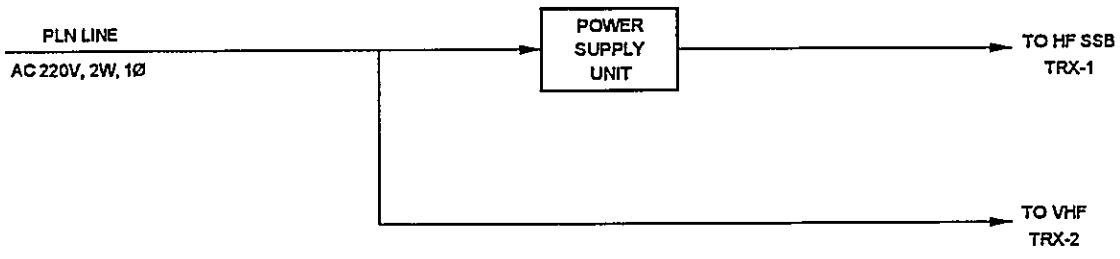 PLN LINE
AC 220V, 2W, 1Ø
POWER
SUPPLY
UNIT
TO HF SSB
TRX-1
TO VHF
TRX-2